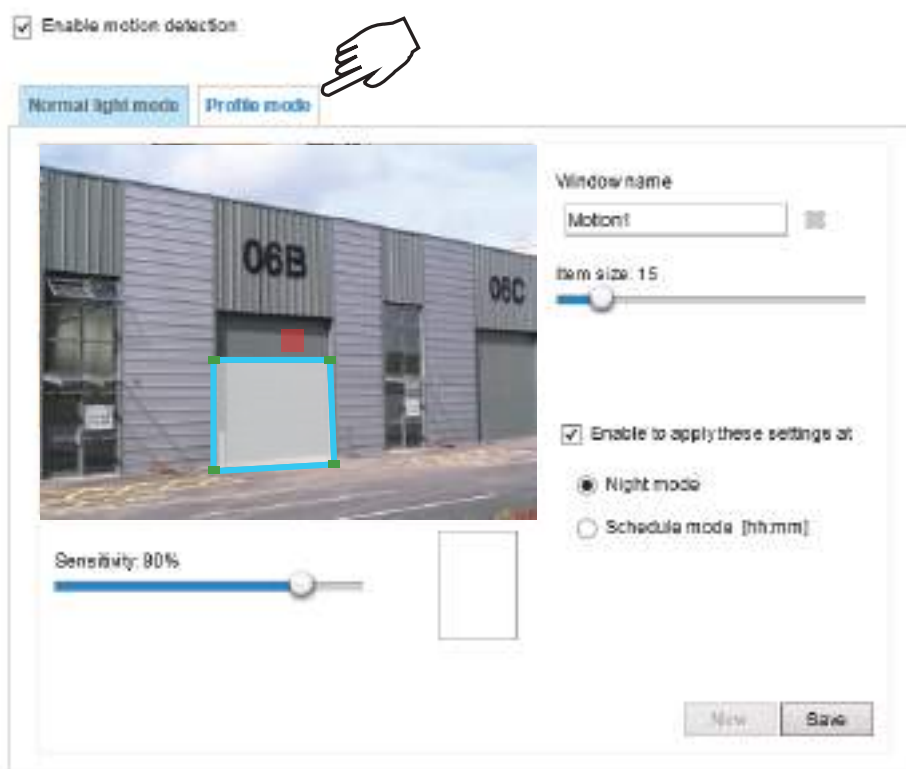 Enable motion detection
Normal light mode
Profile mode
06B
06C
Window name
Motion1
Item size: 15
Enable to apply these settings at
Night mode
Schedule mode [hh:mm]
Sensitivity: 90%
New
Save